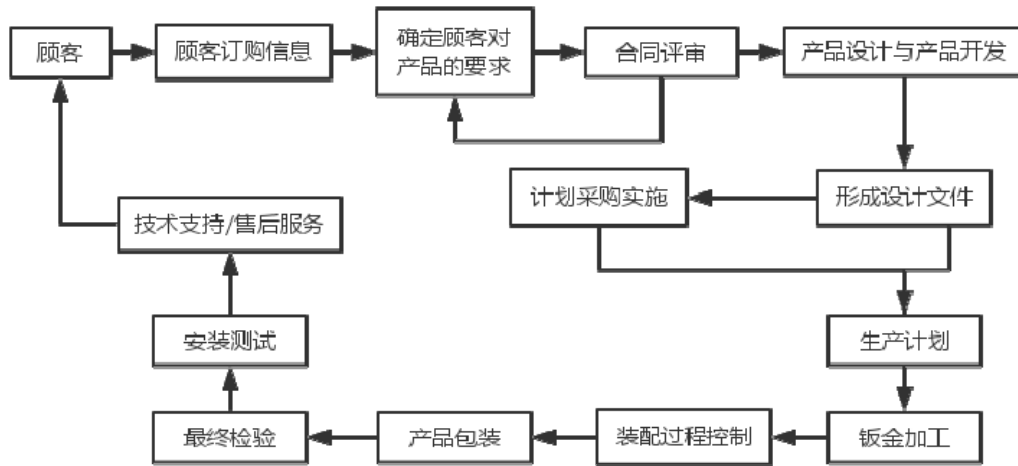 顾客
顾客订购信息
确定顾客对
产品的要求
合同评审
产品设计与产品开发
计划采购实施
形成设计文件
技术支持/售后服务
安装测试
生产计划
最终检验
产品包装
装配过程控制
钣金加工